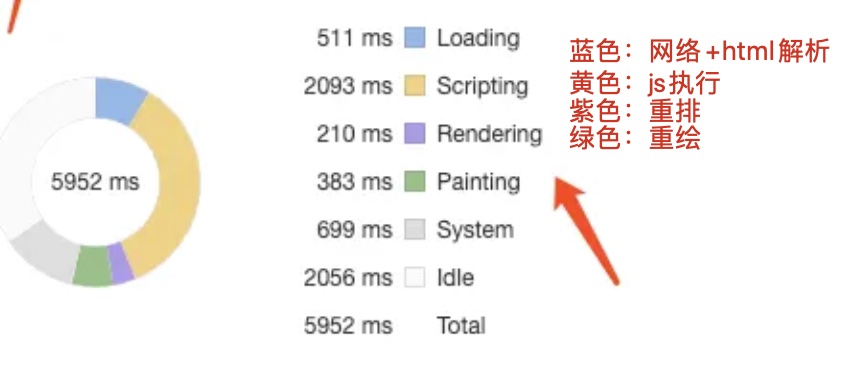 511 ms Loading
2093 ms Scripting
210 ms Rendering
383 ms Painting
699 ms System
2056 ms Idle
5952 ms Total
5952 ms
蓝色：网络+html解析
黄色：js执行
紫色：重排
绿色：重绘